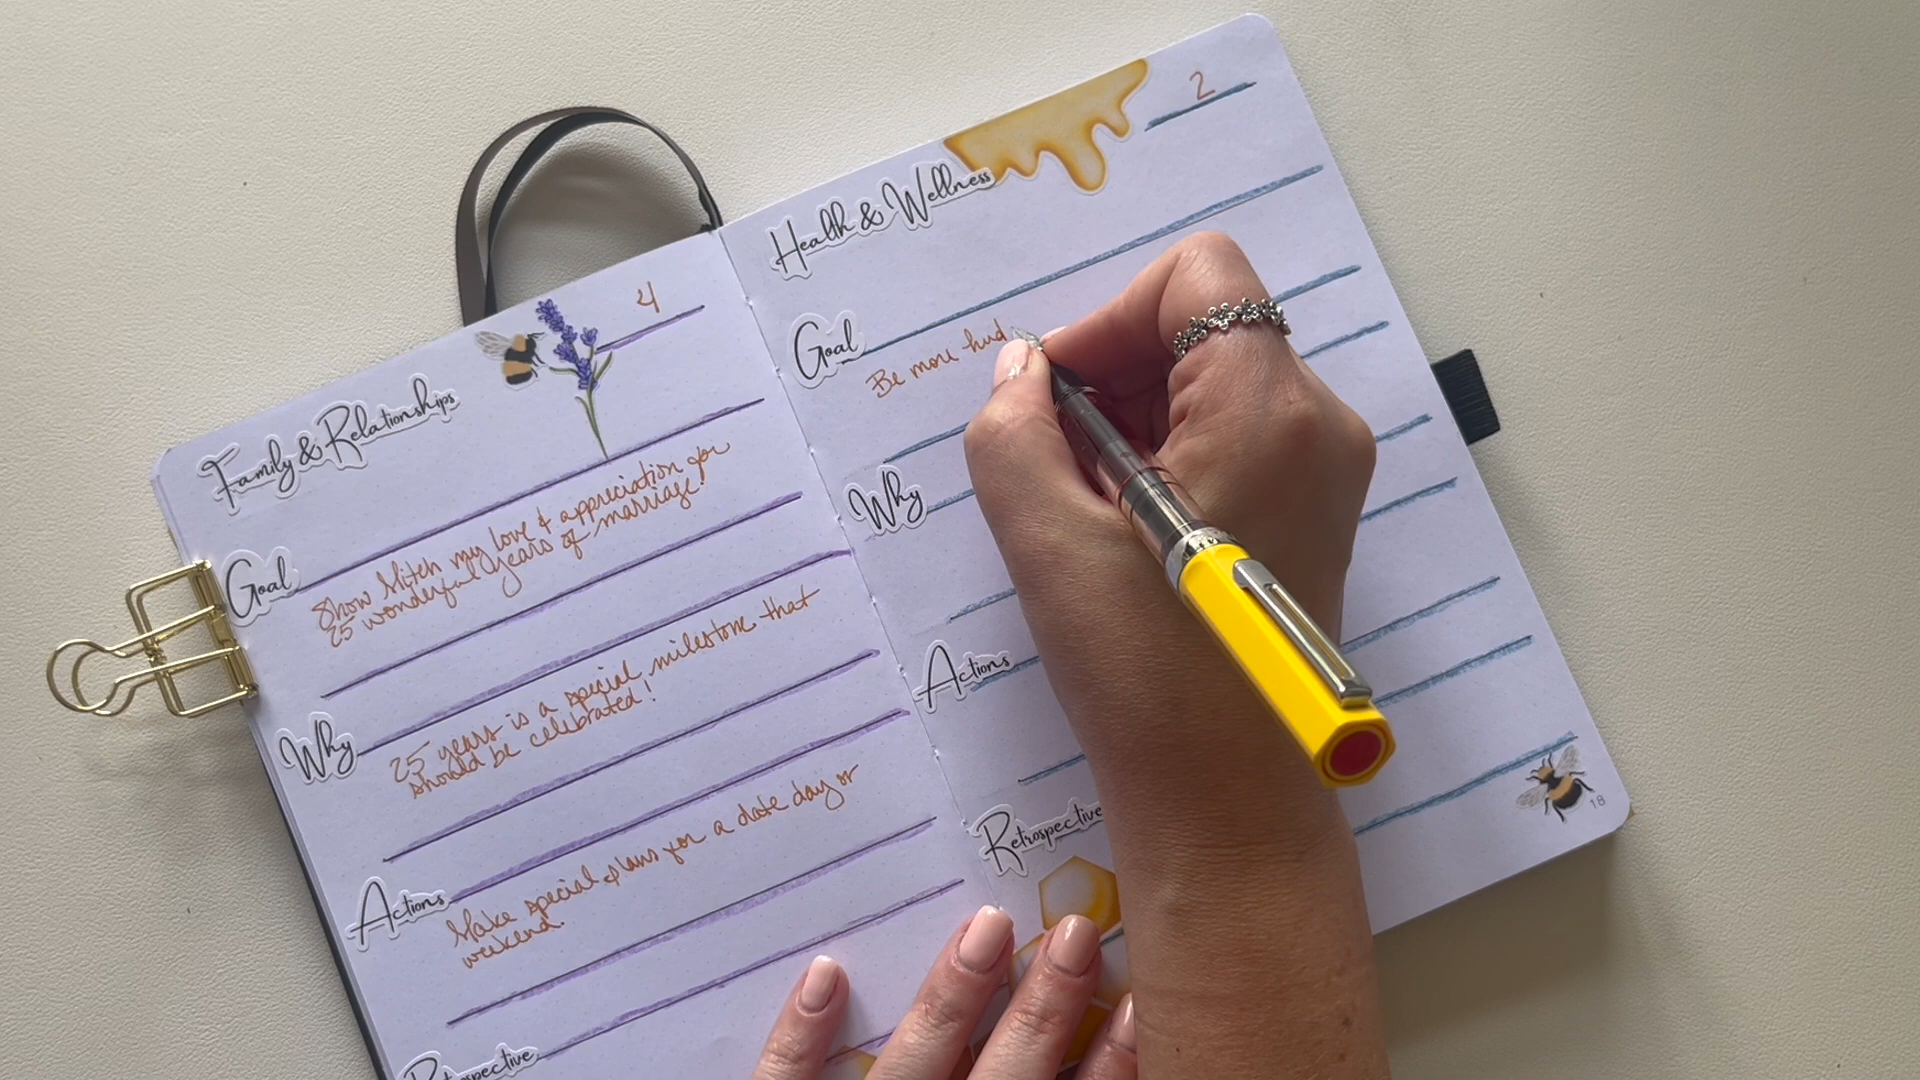 4
Family & Relationships
Goal
Show Mitch my love & appreciation for
25 wonderful years of marriage!
Why
25 years is a special milestone that
should be celebrated!
Actions
Make special plans for a date day or
weekend.
Retrospective
2
Health & Wellness
Goal
Be more hyd
Why
Actions
Retrospective
18